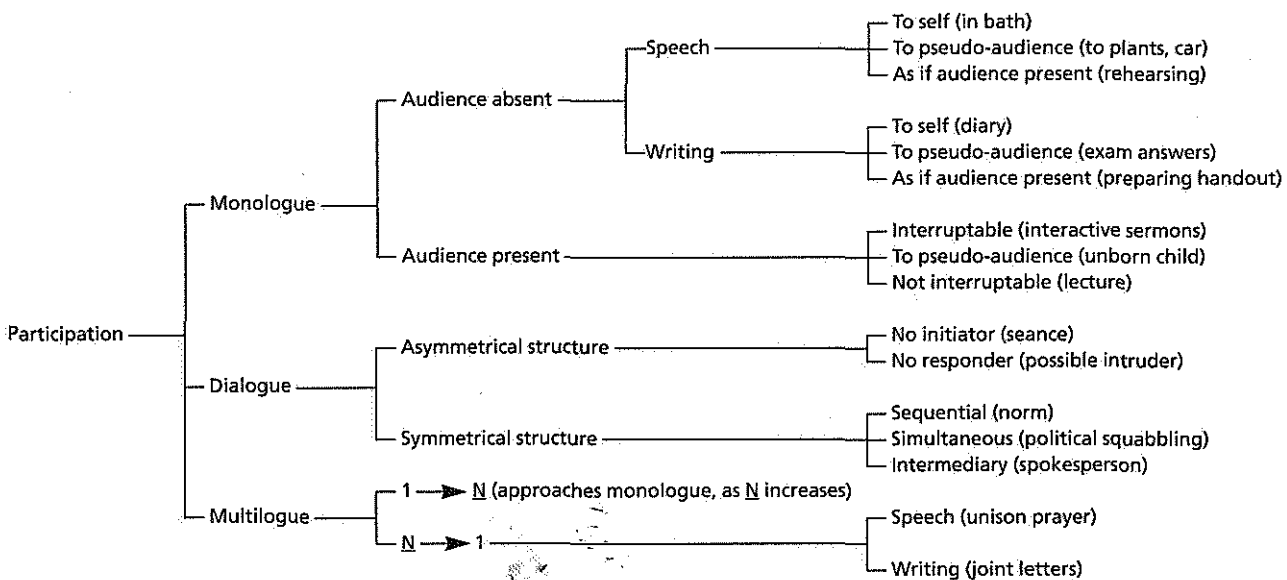 To self (in bath)
Speech
To pseudo-audience (to plants, car)
As if audience present (rehearsing)
Audience absent
To self (diary)
Writing
To pseudo-audience (exam answers)
As if audience present (preparing handout)
Monologue
Interruptable (interactive sermons)
Audience present
To pseudo-audience (unborn child)
Not interruptable (lecture)
Participation
No initiator (seance)
Asymmetrical structure
No responder (possible intruder)
Dialogue
Sequential (norm)
Symmetrical structure
Simultaneous (political squabbling)
Intermediary (spokesperson)
1 → N (approaches monologue, as N increases)
Multilogue
Speech (unison prayer)
N → 1
Writing (joint letters)